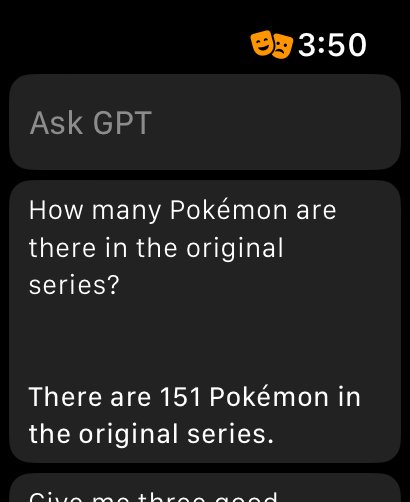 3:50
Ask GPT
How many Pokémon are
there in the original
series?
There are 151 Pokémon in
the original series.
Give me three good